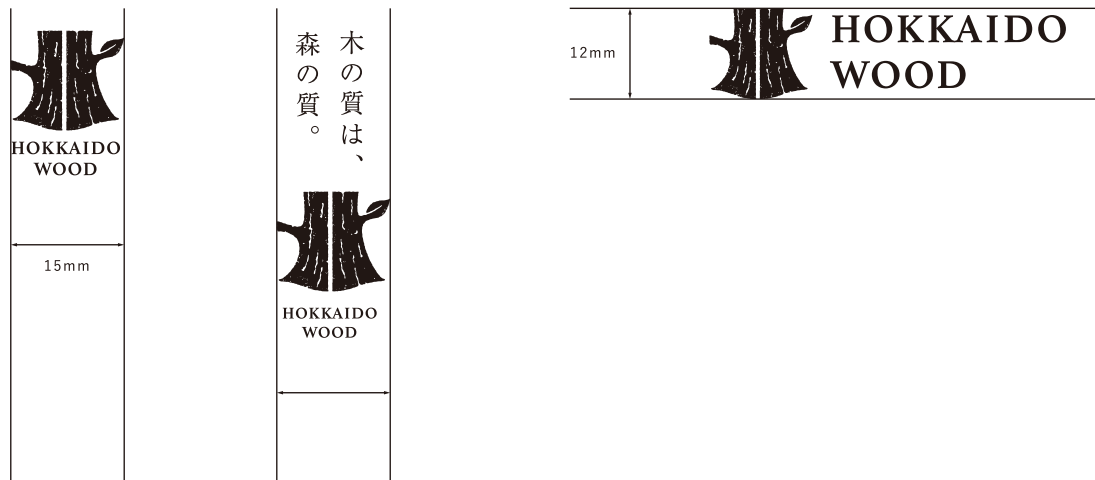 HOKKAIDO
WOOD
15mm
木の質は、
森の質。
HOKKAIDO
WOOD
12mm
HOKKAIDO
WOOD